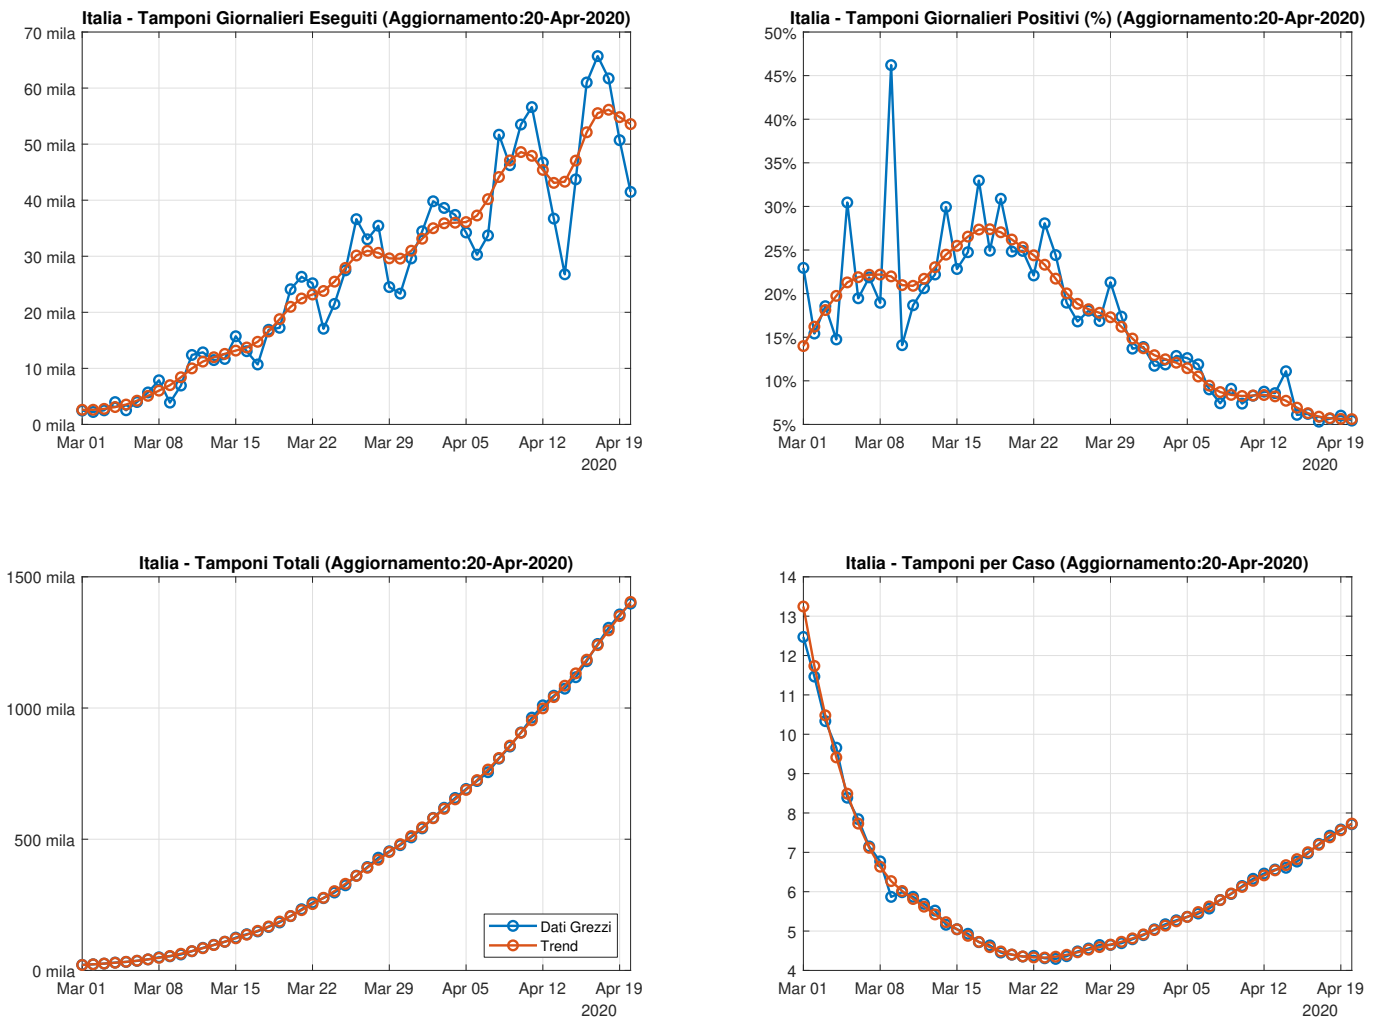 Italia - Tamponi Giornalieri Eseguiti (Aggiornamento:20-Apr-2020)
70 mila
60 mila
50 mila
40 mila
30 mila
20 mila
10 mila
0 mila
Mar 01 Mar 08 Mar 15 Mar 22 Mar 29 Apr 05 Apr 12 Apr 19
2020
Italia - Tamponi Giornalieri Positivi (%) (Aggiornamento:20-Apr-2020)
50%
45%
40%
35%
30%
25%
20%
15%
10%
5%
Mar 01 Mar 08 Mar 15 Mar 22 Mar 29 Apr 05 Apr 12 Apr 19
2020
Italia - Tamponi Totali (Aggiornamento:20-Apr-2020)
1500 mila
1000 mila
500 mila
0 mila
Dati Grezzi
Trend
Mar 01 Mar 08 Mar 15 Mar 22 Mar 29 Apr 05 Apr 12 Apr 19
2020
Italia - Tamponi per Caso (Aggiornamento:20-Apr-2020)
14
13
12
11
10
9
8
7
6
5
4
Mar 01 Mar 08 Mar 15 Mar 22 Mar 29 Apr 05 Apr 12 Apr 19
2020